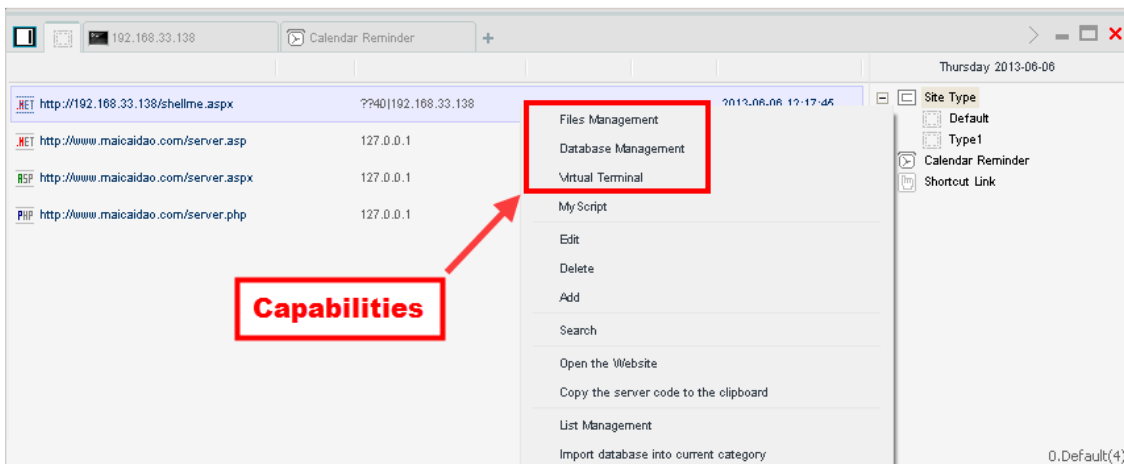 192.168.33.138
Calendar Reminder
+
Thursday 2013-06-06
.NET http://192.168.33.138/shellme.aspx ??40|192.168.33.138 2013-06-06 12:17:45
.NET http://www.maicaidao.com/server.asp 127.0.0.1
ASP http://www.maicaidao.com/server.aspx 127.0.0.1
PHP http://www.maicaidao.com/server.php 127.0.0.1
Capabilities
Files Management
Database Management
Virtual Terminal
My Script
Edit
Delete
Add
Search
Open the Website
Copy the server code to the clipboard
List Management
Import database into current category
Site Type
Default
Type1
Calendar Reminder
Shortcut Link
0.Default(4)